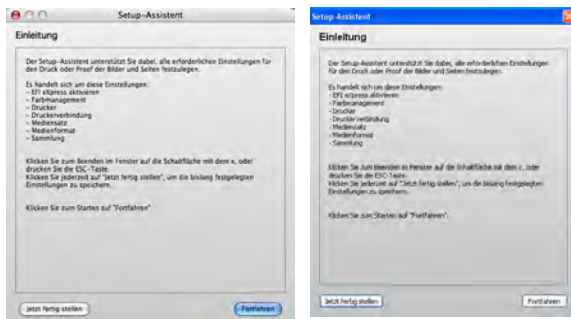 Setup-Assistent
Einleitung
Der Setup-Assistent unterstützt Sie dabei, alle erforderlichen Einstellungen für
den Druck oder Proof der Bilder und Seiten festzulegen.
Es handelt sich um diese Einstellungen:
- EFI eXpress aktivieren
- Farbmanagement
- Drucker
- Druckerverbindung
- Mediensatz
- Medienformat
- Sammlung
Klicken Sie zum Beenden im Fenster auf die Schaltfläche mit dem x, oder
drücken Sie die ESC-Taste.
Klicken Sie jederzeit auf "Jetzt fertig stellen", um die bislang festgelegten
Einstellungen zu speichern.
Klicken Sie zum Starten auf "Fortfahren"
Jetzt fertig stellen
Fortfahren
Setup-Assistent
Einleitung
Der Setup-Assistent unterstützt Sie dabei, alle erforderlichen Einstellungen
für den Druck oder Proof der Bilder und Seiten festzulegen.
Es handelt sich um diese Einstellungen:
- EFI eXpress aktivieren
- Farbmanagement
- Drucker
- Druckerverbindung
- Mediensatz
- Medienformat
- Sammlung
Klicken Sie zum Beenden im Fenster auf die Schaltfläche mit dem x, oder
drücken Sie die ESC-Taste.
Klicken Sie jederzeit auf "Jetzt fertig stellen", um die bislang festgelegten
Einstellungen zu speichern.
Klicken Sie zum Starten auf "Fortfahren".
Jetzt fertig stellen
Fortfahren